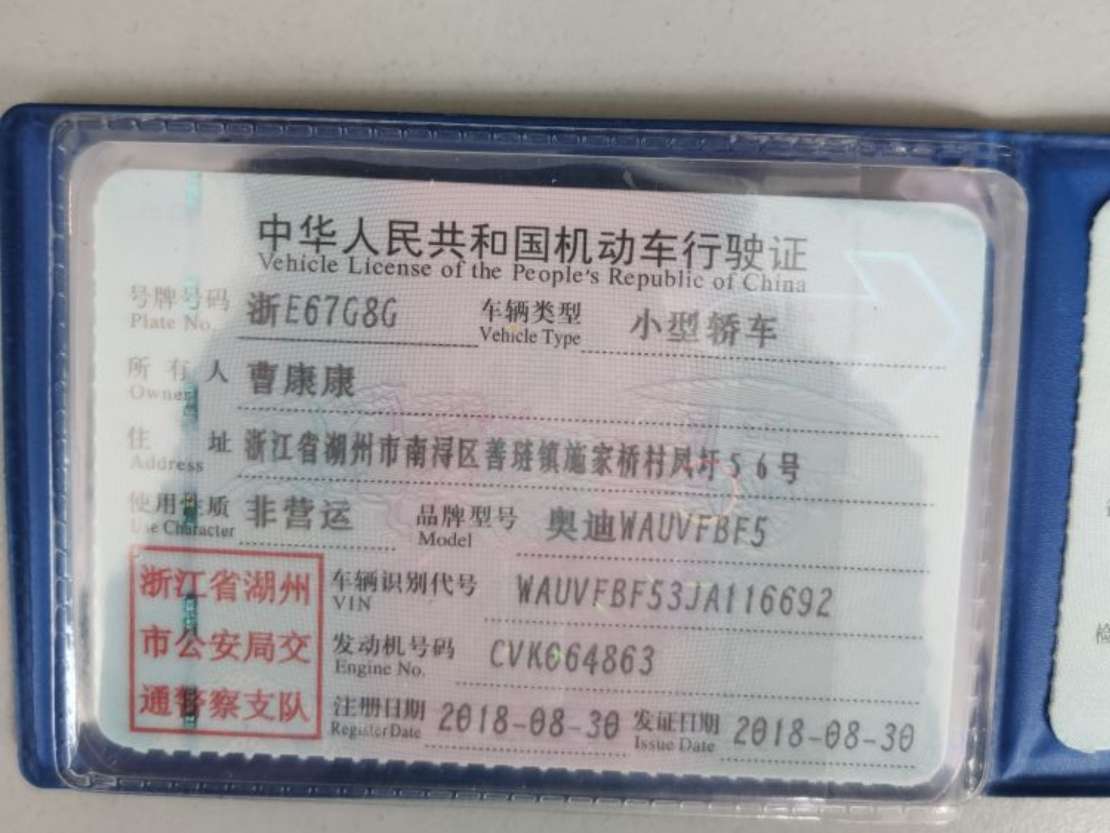 中华人民共和国机动车行驶证
Vehicle License of the People's Republic of China
号牌号码 浙E67G8G 车辆类型 小型轿车
Plate No. Vehicle Type
所有人 曹康康
Owner
住址 浙江省湖州市南浔区善琏镇施家桥村凤圩56号
Address
使用性质 非营运 品牌型号 奥迪WAUVFBF5
Use Character Model
浙江省湖州 车辆识别代号 WAUVFBF53JA116692
VIN
市公安局交 发动机号码 CVK064863
Engine No.
通警察支队 注册日期 2018-08-30 发证日期 2018-08-30
Register Date Issue Date
检